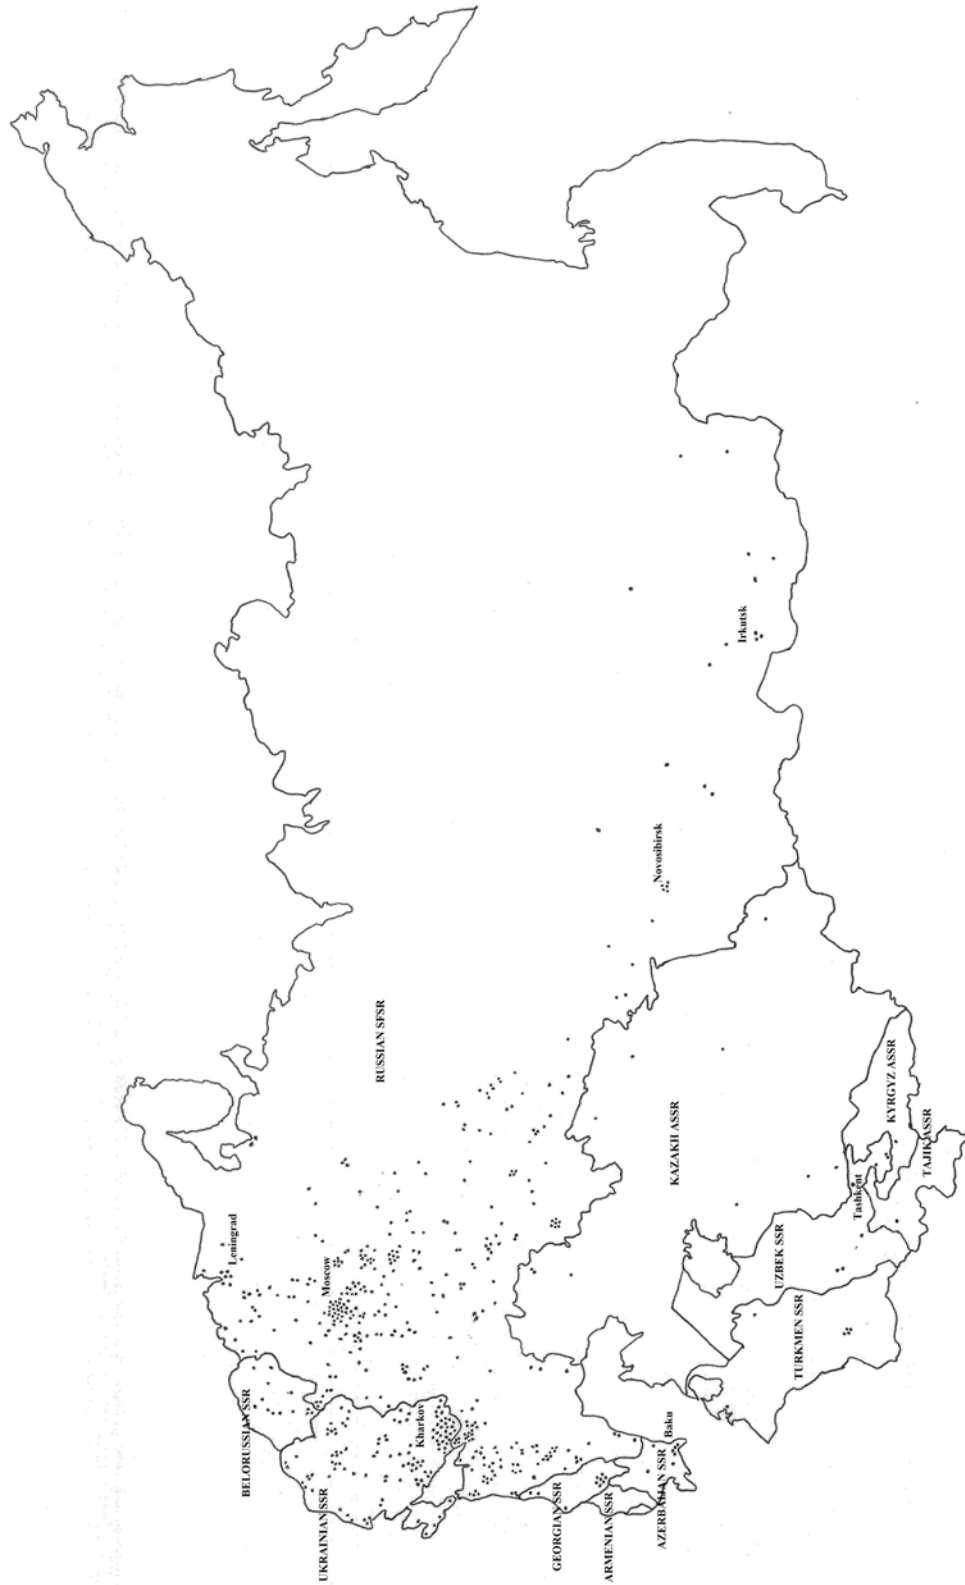 Leningrad
BELORUSSIAN SSR
UKRAINIAN SSR
Moscow
RUSSIAN SFSR
Kharkov
GEORGIAN SSR
ARMENIAN SSR
AZERBAIJAN SSR
Baku
Novosibirsk
Irkutsk
KAZAKH ASSR
UZBEK SSR
TURKMEN SSR
Tashkent
KYRGYZ ASSR
TAJIK ASSR